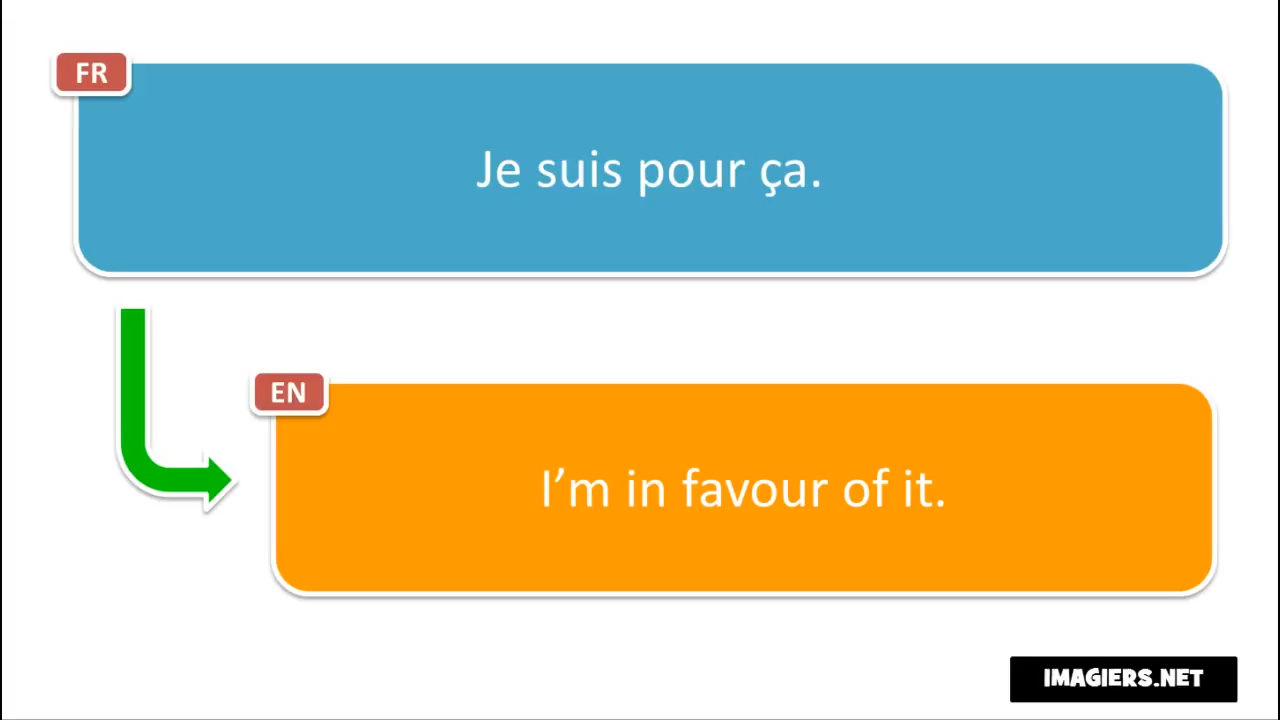 FR
Je suis pour ça.
EN
I’m in favour of it.
IMAGIERS.NET